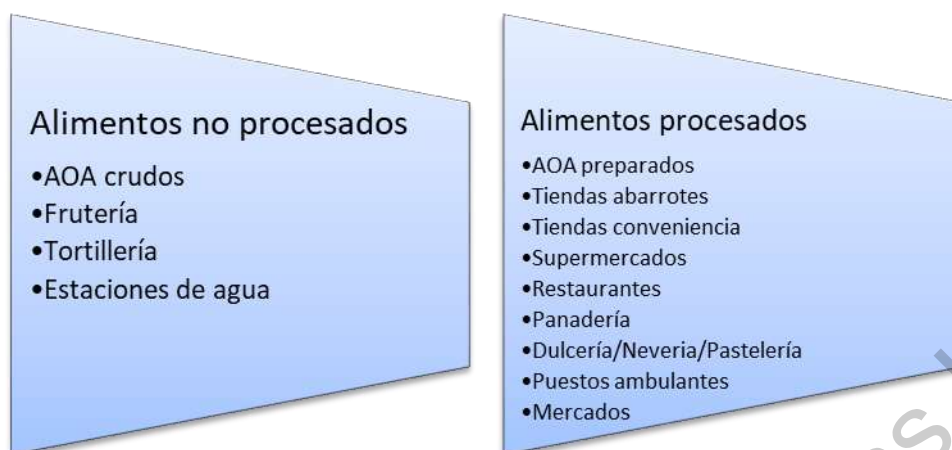 Alimentos no procesados
•AOA crudos
•Frutería
•Tortillería
•Estaciones de agua
Alimentos procesados
•AOA preparados
•Tiendas abarrotes
•Tiendas conveniencia
•Supermercados
•Restaurantes
•Panadería
•Dulcería/Neveria/Pastelería
•Puestos ambulantes
•Mercados